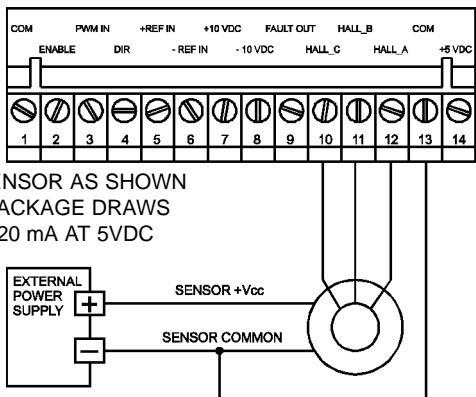 COM PWM IN +REF IN +10 VDC FAULT OUT HALL_B COM
ENABLE DIR - REF IN - 10 VDC HALL_C HALL_A +5 VDC
1 2 3 4 5 6 7 8 9 10 11 12 13 14
ENSOR AS SHOWN
ACKAGE DRAWS
20 mA AT 5VDC
EXTERNAL
POWER
SUPPLY
+
SENSOR +Vcc
SENSOR COMMON
−